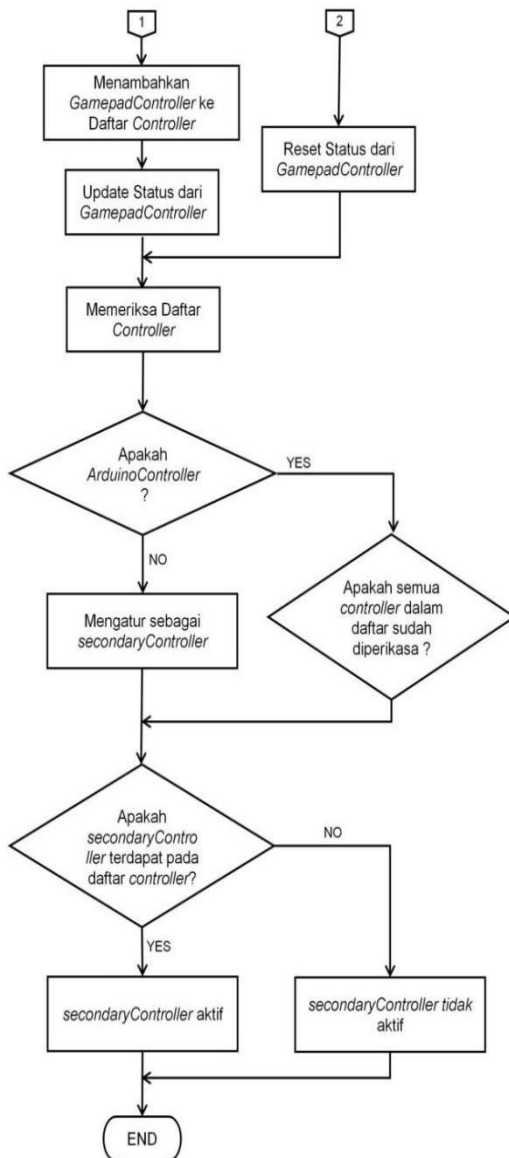 1
2
Menambahkan
GamepadController ke
Daftar Controller
Reset Status dari
GamepadController
Update Status dari
GamepadController
Memeriksa Daftar
Controller
Apakah
ArduinoController
?
YES
NO
Apakah semua
controller dalam
daftar sudah
diperikasa ?
Mengatur sebagai
secondaryController
Apakah
secondaryContro
ller terdapat pada
daftar controller?
NO
YES
secondaryController aktif
secondaryController tidak
aktif
END